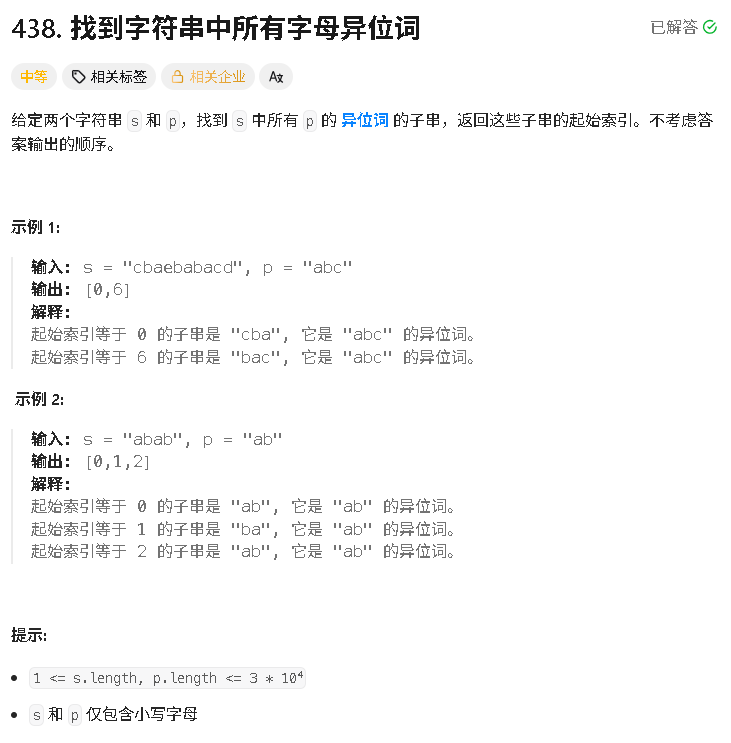 438. 找到字符串中所有字母异位词
已解答
中等 相关标签 相关企业 Aあ
给定两个字符串 s 和 p，找到 s 中所有 p 的 异位词 的子串，返回这些子串的起始索引。不考虑答
案输出的顺序。
示例 1:
输入: s = "cbaebabacd", p = "abc"
输出: [0,6]
解释:
起始索引等于 0 的子串是 "cba", 它是 "abc" 的异位词。
起始索引等于 6 的子串是 "bac", 它是 "abc" 的异位词。
示例 2:
输入: s = "abab", p = "ab"
输出: [0,1,2]
解释:
起始索引等于 0 的子串是 "ab", 它是 "ab" 的异位词。
起始索引等于 1 的子串是 "ba", 它是 "ab" 的异位词。
起始索引等于 2 的子串是 "ab", 它是 "ab" 的异位词。
提示:
• 1 <= s.length, p.length <= 3 * 10⁴
• s 和 p 仅包含小写字母